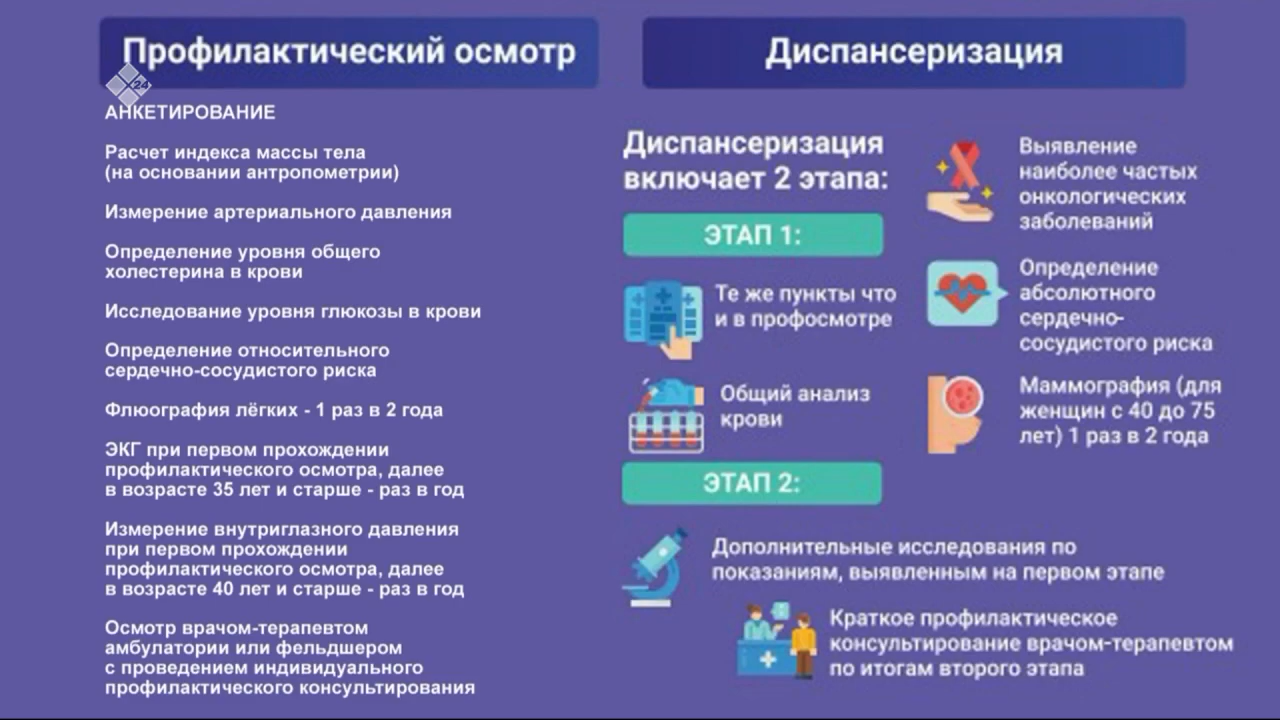 Профилактический осмотр
АНКЕТИРОВАНИЕ
Расчет индекса массы тела
(на основании антропометрии)
Измерение артериального давления
Определение уровня общего
холестерина в крови
Исследование уровня глюкозы в крови
Определение относительного
сердечно-сосудистого риска
Флюография лёгких - 1 раз в 2 года
ЭКГ при первом прохождении
профилактического осмотра, далее
в возрасте 35 лет и старше - раз в год
Измерение внутриглазного давления
при первом прохождении
профилактического осмотра, далее
в возрасте 40 лет и старше - раз в год
Осмотр врачом-терапевтом
амбулатории или фельдшером
с проведением индивидуального
профилактического консультирования
Диспансеризация
Диспансеризация
включает 2 этапа:
ЭТАП 1:
Те же пункты что
и в профосмотре
Общий анализ
крови
Выявление
наиболее частых
онкологических
заболеваний
Определение
абсолютного
сердечно-
сосудистого риска
Маммография (для
женщин с 40 до 75
лет) 1 раз в 2 года
ЭТАП 2:
Дополнительные исследования по
показаниям, выявленным на первом этапе
Краткое профилактическое
консультирование врачом-терапевтом
по итогам второго этапа